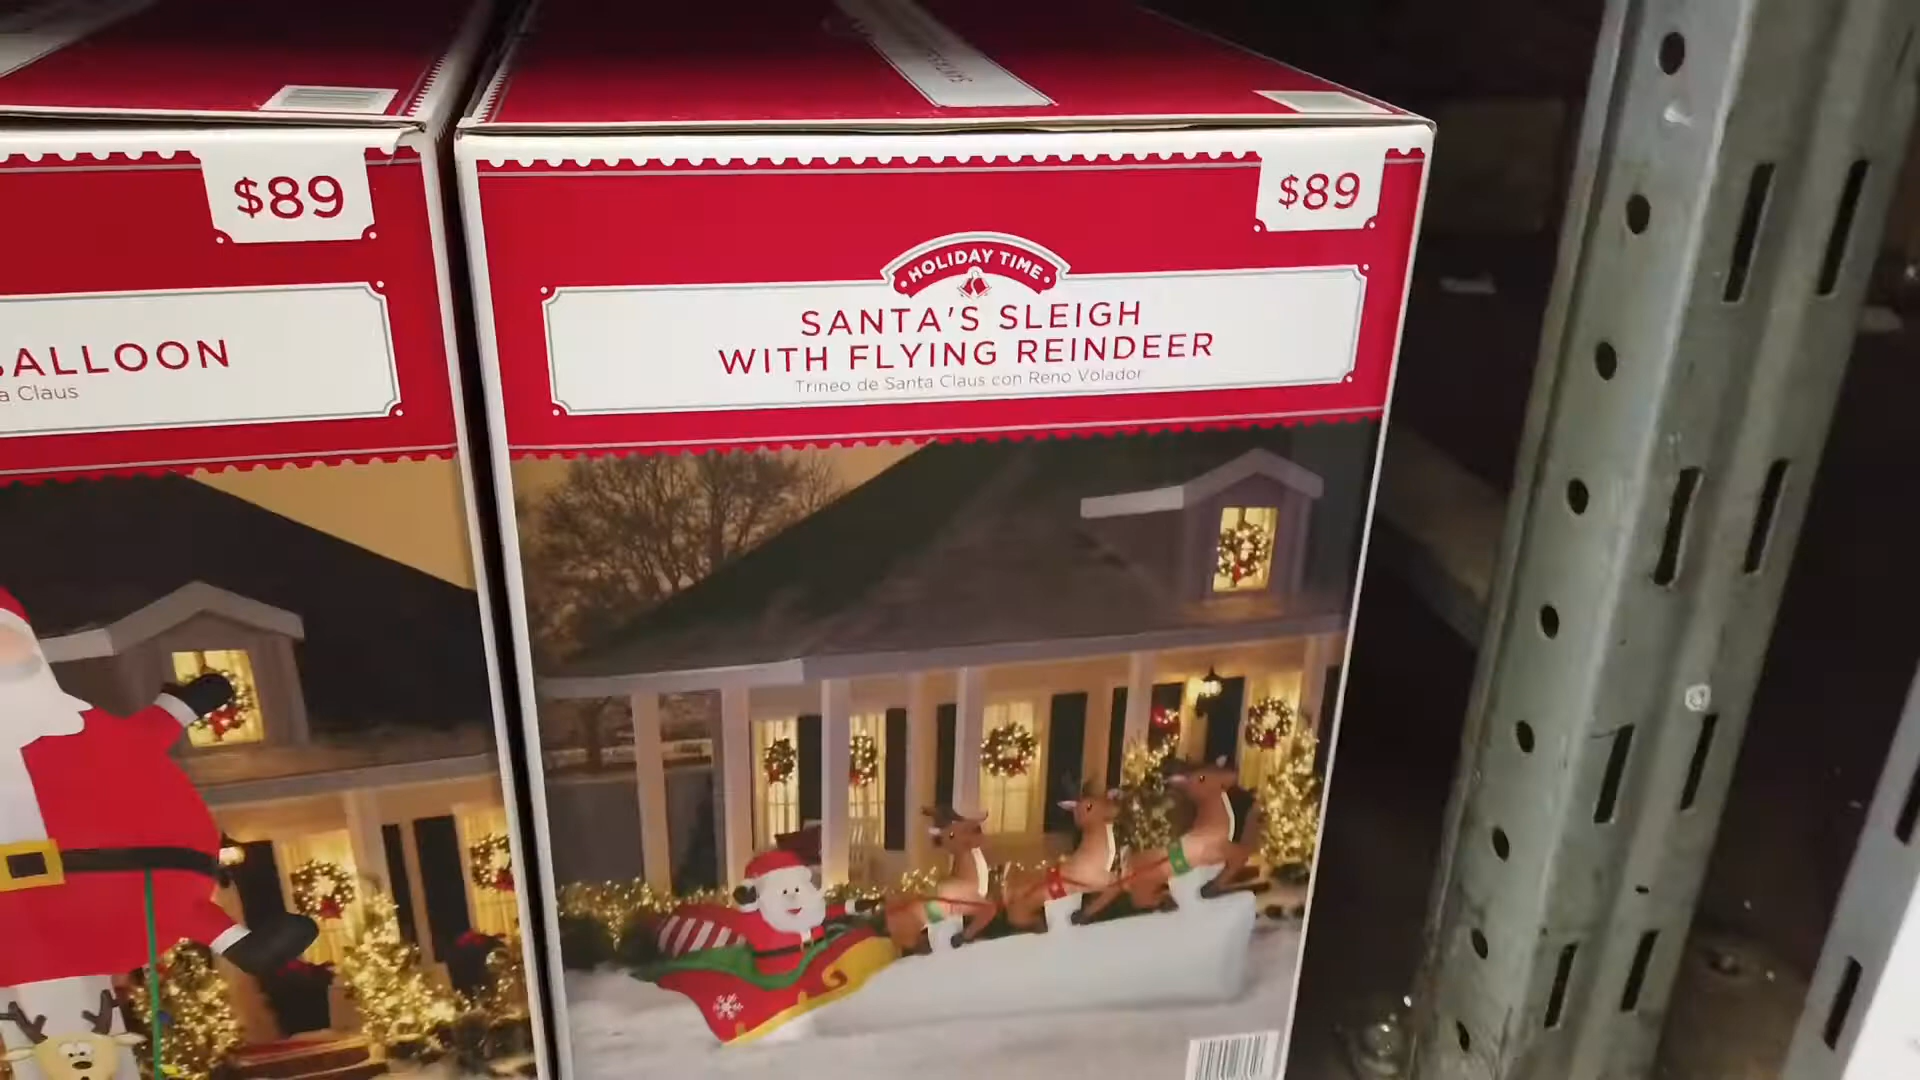 $89
BALLOON
a Claus
$89
HOLIDAY TIME
SANTA'S SLEIGH
WITH FLYING REINDEER
Trineo de Santa Claus con Reno Volador